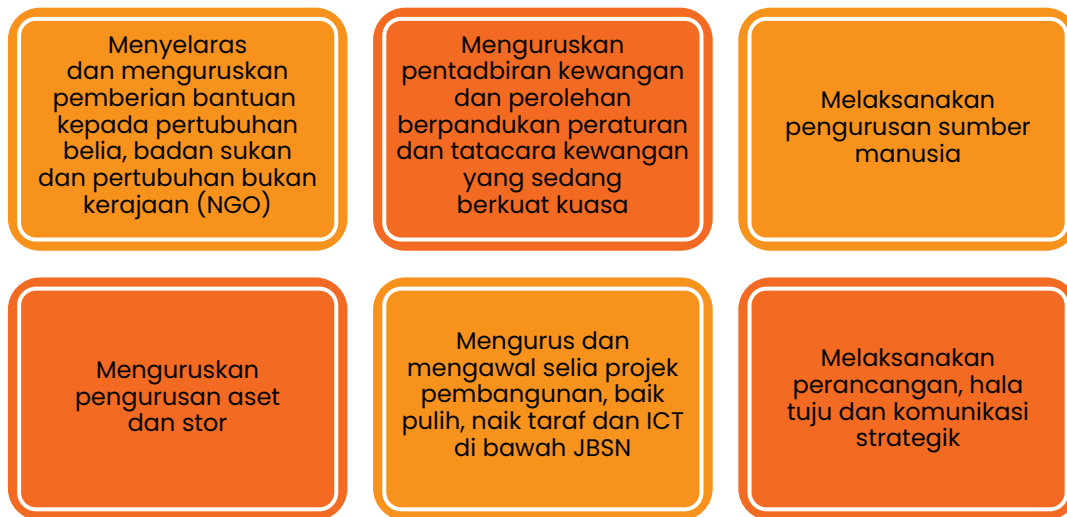 Menyelaras
dan menguruskan
pemberian bantuan
kepada pertubuhan
belia, badan sukan
dan pertubuhan bukan
kerajaan (NGO)
Menguruskan
pentadbiran kewangan
dan perolehan
berpandukan peraturan
dan tatacara kewangan
yang sedang
berkuat kuasa
Melaksanakan
pengurusan sumber
manusia
Menguruskan
pengurusan aset
dan stor
Mengurus dan
mengawal selia projek
pembangunan, baik
pulih, naik taraf dan ICT
di bawah JBSN
Melaksanakan
perancangan, hala
tuju dan komunikasi
strategik